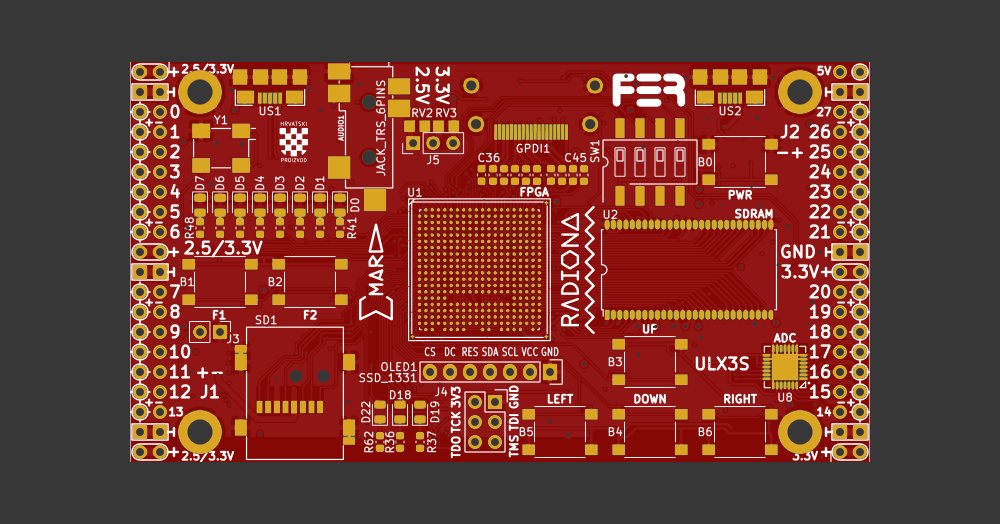 2.5/3.3V
US1
Y1
HRVATSKI
PROIZVOD
AUDIO1
JACK_TRS_6PINS
2.5V
3.3V
RV2 RV3
J5
C36
GPDI1
C45
FER
SW1
US2
5V
27
J2 26
-+ 25
24
23
22
21
GND
3.3V+
20
19
18
17
16
15
14
3.3V
0
1
2
3
4
5
6
2.5/3.3V
7
8
9
10
11 +-
12 J1
13
2.5/3.3V
D7 D6 D5 D4 D3 D2 D1 D0
R48
R41
B1
B2
F1
F2
J3
SD1
MARD
U1
FPGA
RADIONA
U2
SDRAM
B0
PWR
UF
B3
ULX3S
ADC
U8
CS DC RES SDA SCL VCC GND
OLED1
SSD_1331
J4
D22 D18 D19
R62 R36 R37
TDO TCK 3V3
TMS TDI GND
LEFT
DOWN
RIGHT
B5
B4
B6